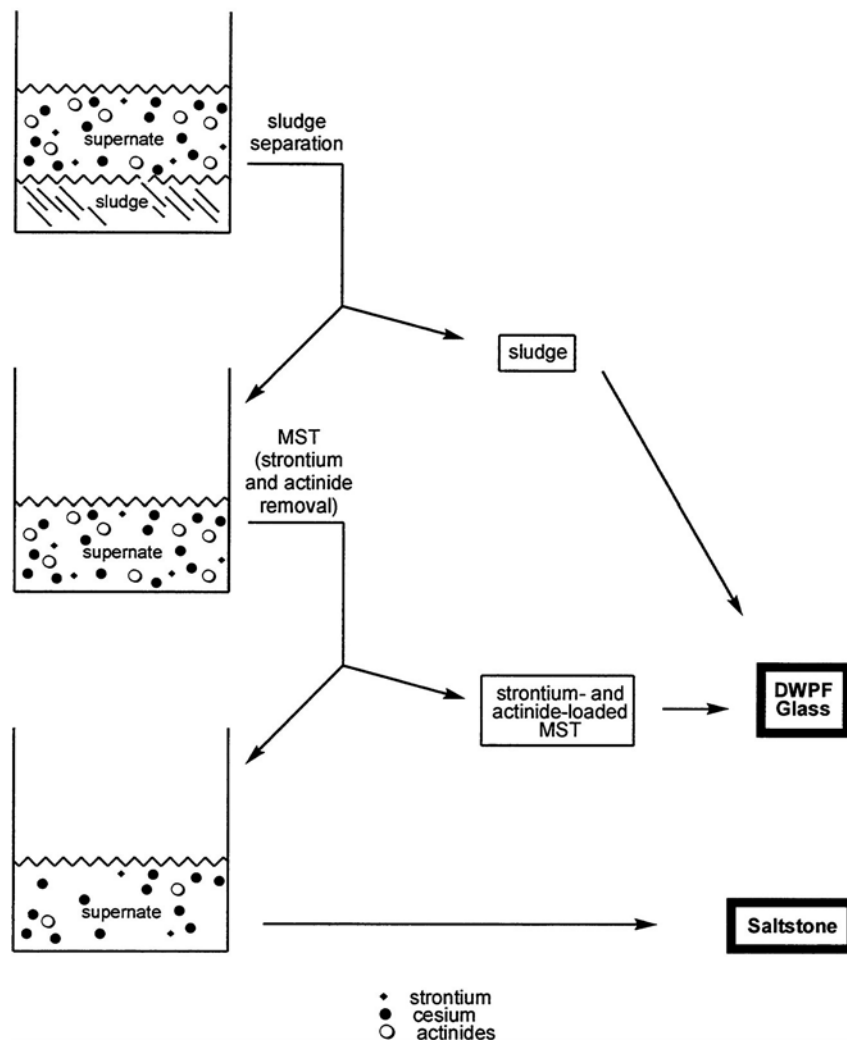 supernate
sludge
sludge
separation
sludge
MST
(strontium
and actinide
removal)
supernate
strontium- and
actinide-loaded
MST
DWPF
Glass
supernate
Saltstone
strontium
cesium
actinides